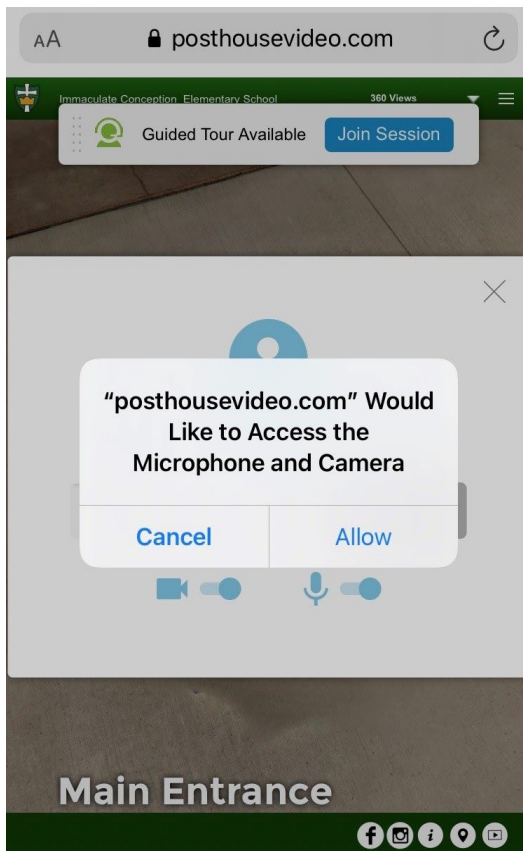 AA posthousevideo.com
Immaculate Conception Elementary School 360 Views
Guided Tour Available Join Session
“posthousevideo.com” Would
Like to Access the
Microphone and Camera
Cancel Allow
Main Entrance